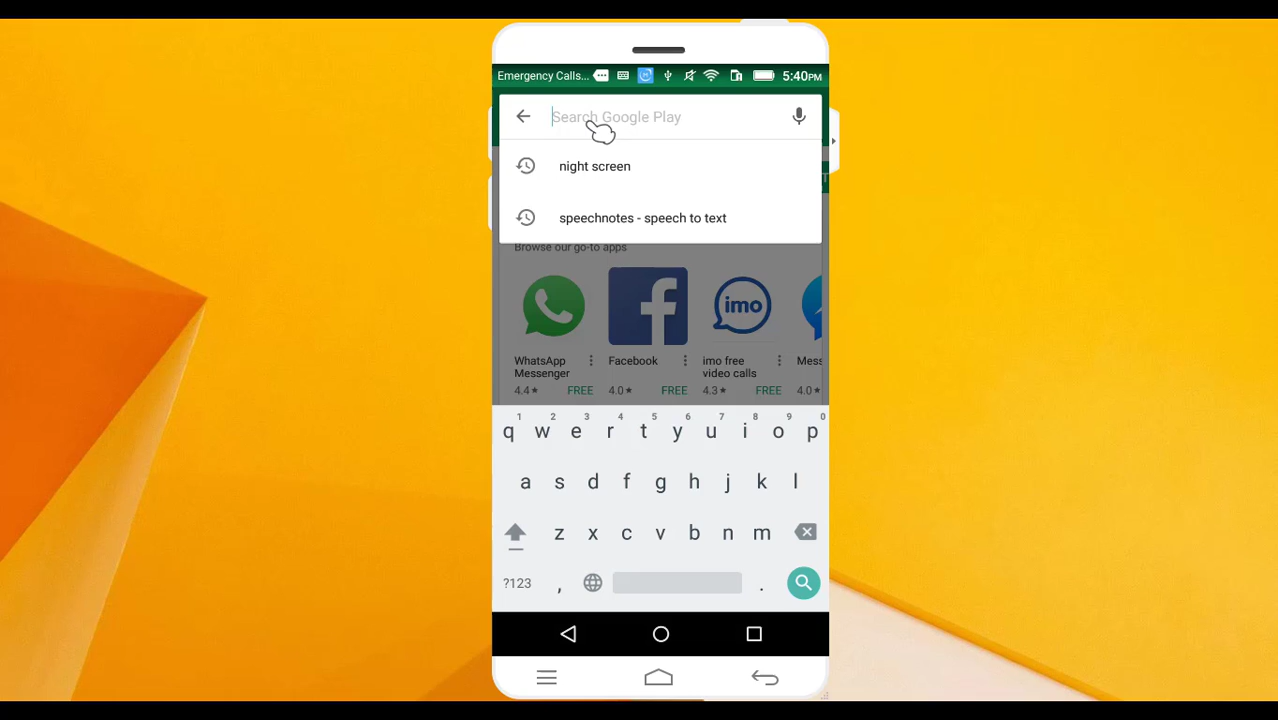 Emergency Calls... 5:40PM
Search Google Play
night screen
speechnotes - speech to text
Browse our go-to apps
imo
WhatsApp Messenger
Facebook
imo free video calls
Mess
4.4★ FREE
4.0★ FREE
4.3★ FREE
4.0★
1 2 3 4 5 6 7 8 9 0
q w e r t y u i o p
a s d f g h j k l
z x c v b n m
?123 , .